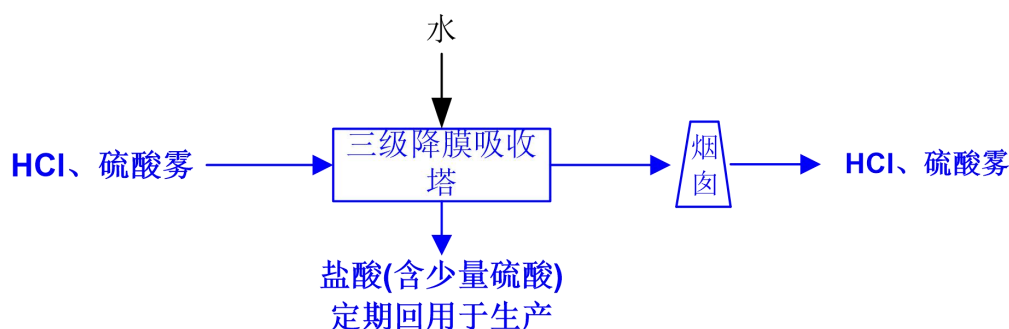 水
HCl、硫酸雾
三级降膜吸收
塔
烟
囱
HCl、硫酸雾
盐酸(含少量硫酸)
定期回用于生产